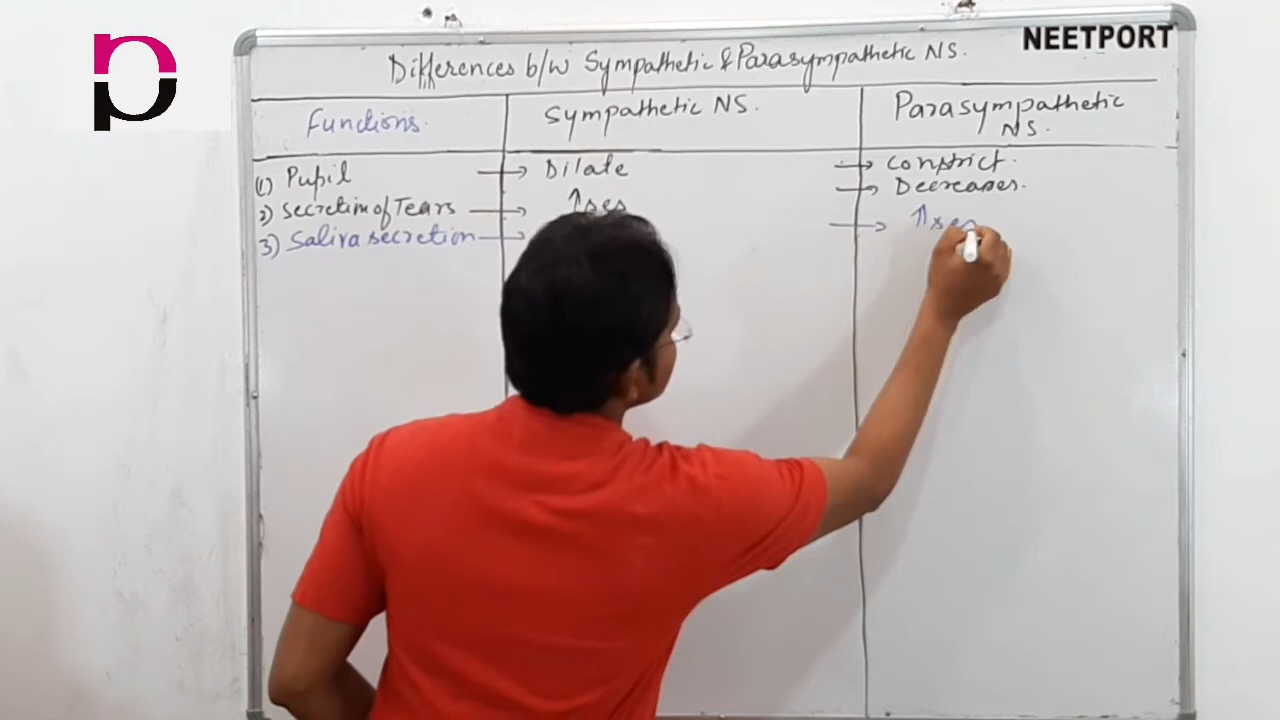 NEETPORT
Differences b/w Sympathetic & Parasympathetic NS.
Functions. Sympathetic NS. Parasympathetic NS.
(1) Pupil → Dilate → Constrict.
2) Secretion of Tears → ↑ses → Decreases.
3) Saliva secretion → → ↑ses